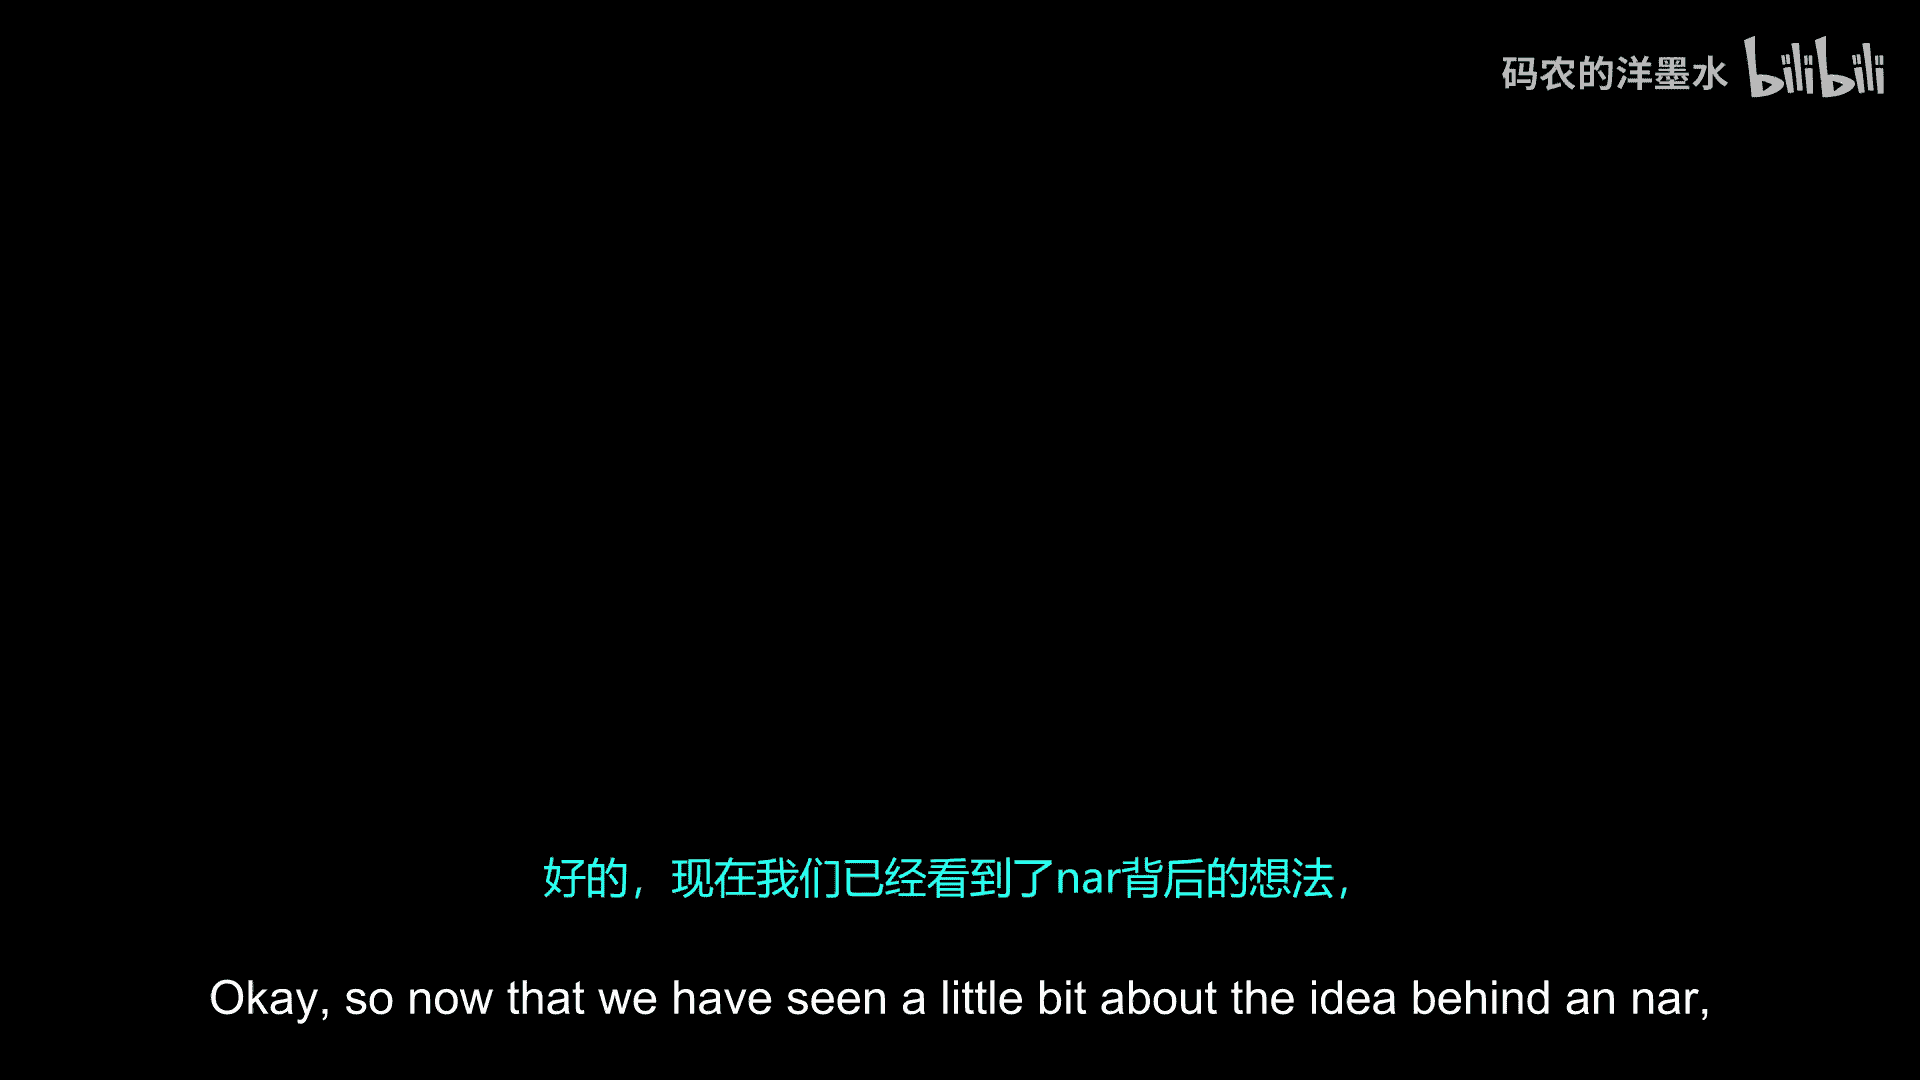 码农的洋墨水 bilibili
好的，现在我们已经看到了nar背后的想法，
Okay, so now that we have seen a little bit about the idea behind an nar,